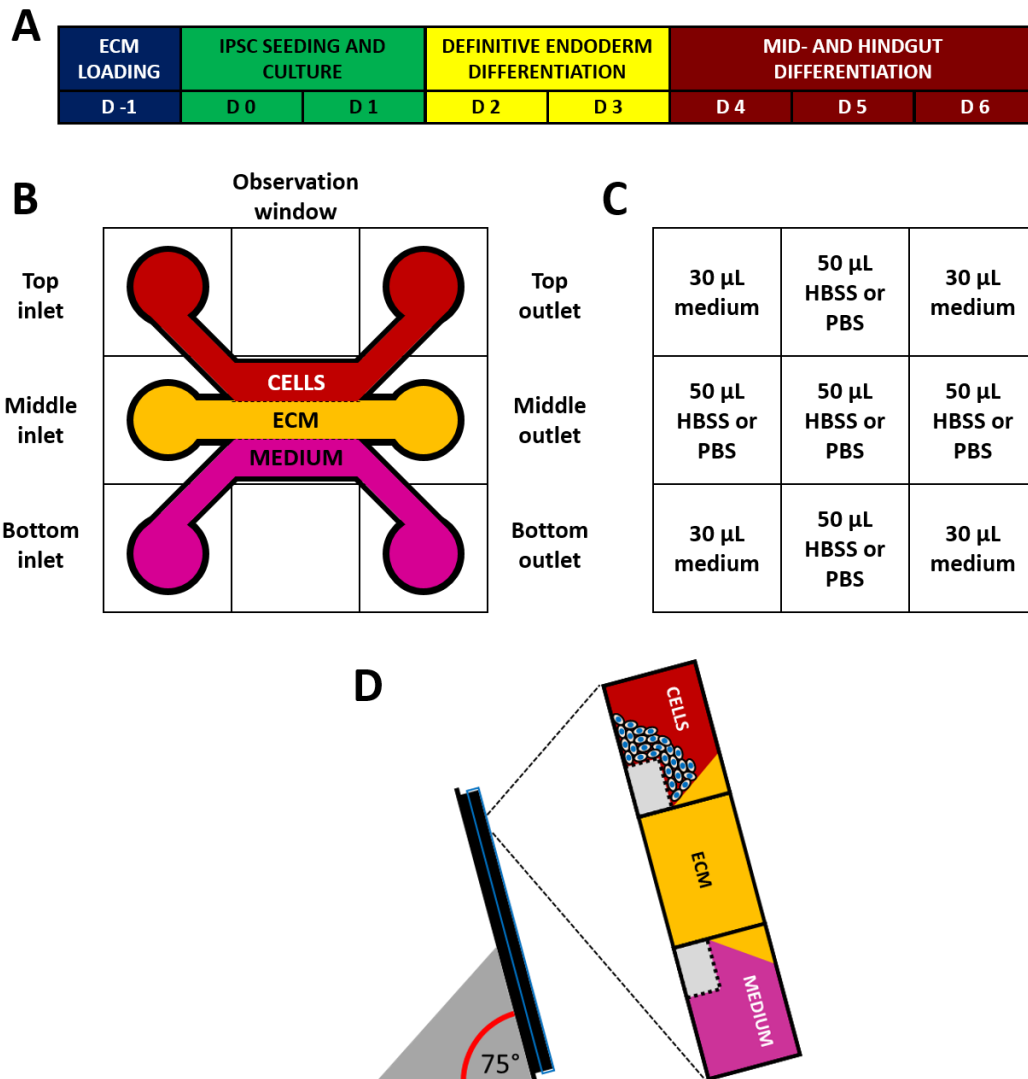 A
ECM LOADING
IPSC SEEDING AND CULTURE
DEFINITIVE ENDODERM DIFFERENTIATION
MID- AND HINDGUT DIFFERENTIATION
D -1
D 0
D 1
D 2
D 3
D 4
D 5
D 6
B
Observation
window
Top
inlet
Top
outlet
CELLS
Middle
inlet
ECM
Middle
outlet
MEDIUM
Bottom
inlet
Bottom
outlet
C
30 µL
medium
50 µL
HBSS or
PBS
30 µL
medium
50 µL
HBSS or
PBS
50 µL
HBSS or
PBS
50 µL
HBSS or
PBS
30 µL
medium
50 µL
HBSS or
PBS
30 µL
medium
D
CELLS
ECM
MEDIUM
75°